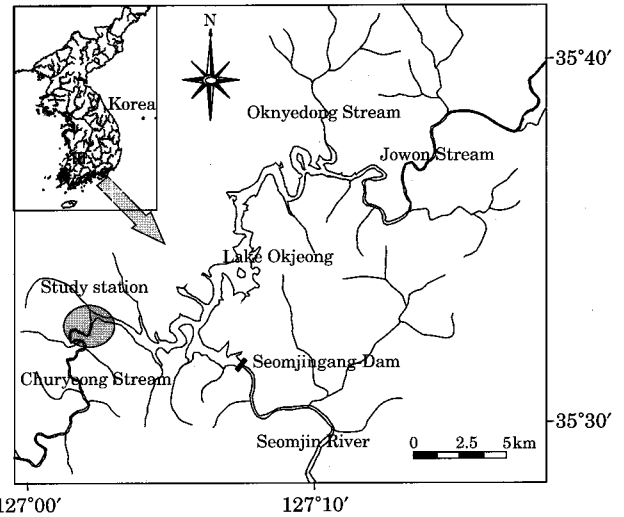 N
35°40′
Korea
Oknyedong Stream
Jowon Stream
Lake Okjeong
Study station
Seomjingang-Dam
Churyeong Stream
35°30′
Seomjin River
0 2.5 5km
127°00′
127°10′